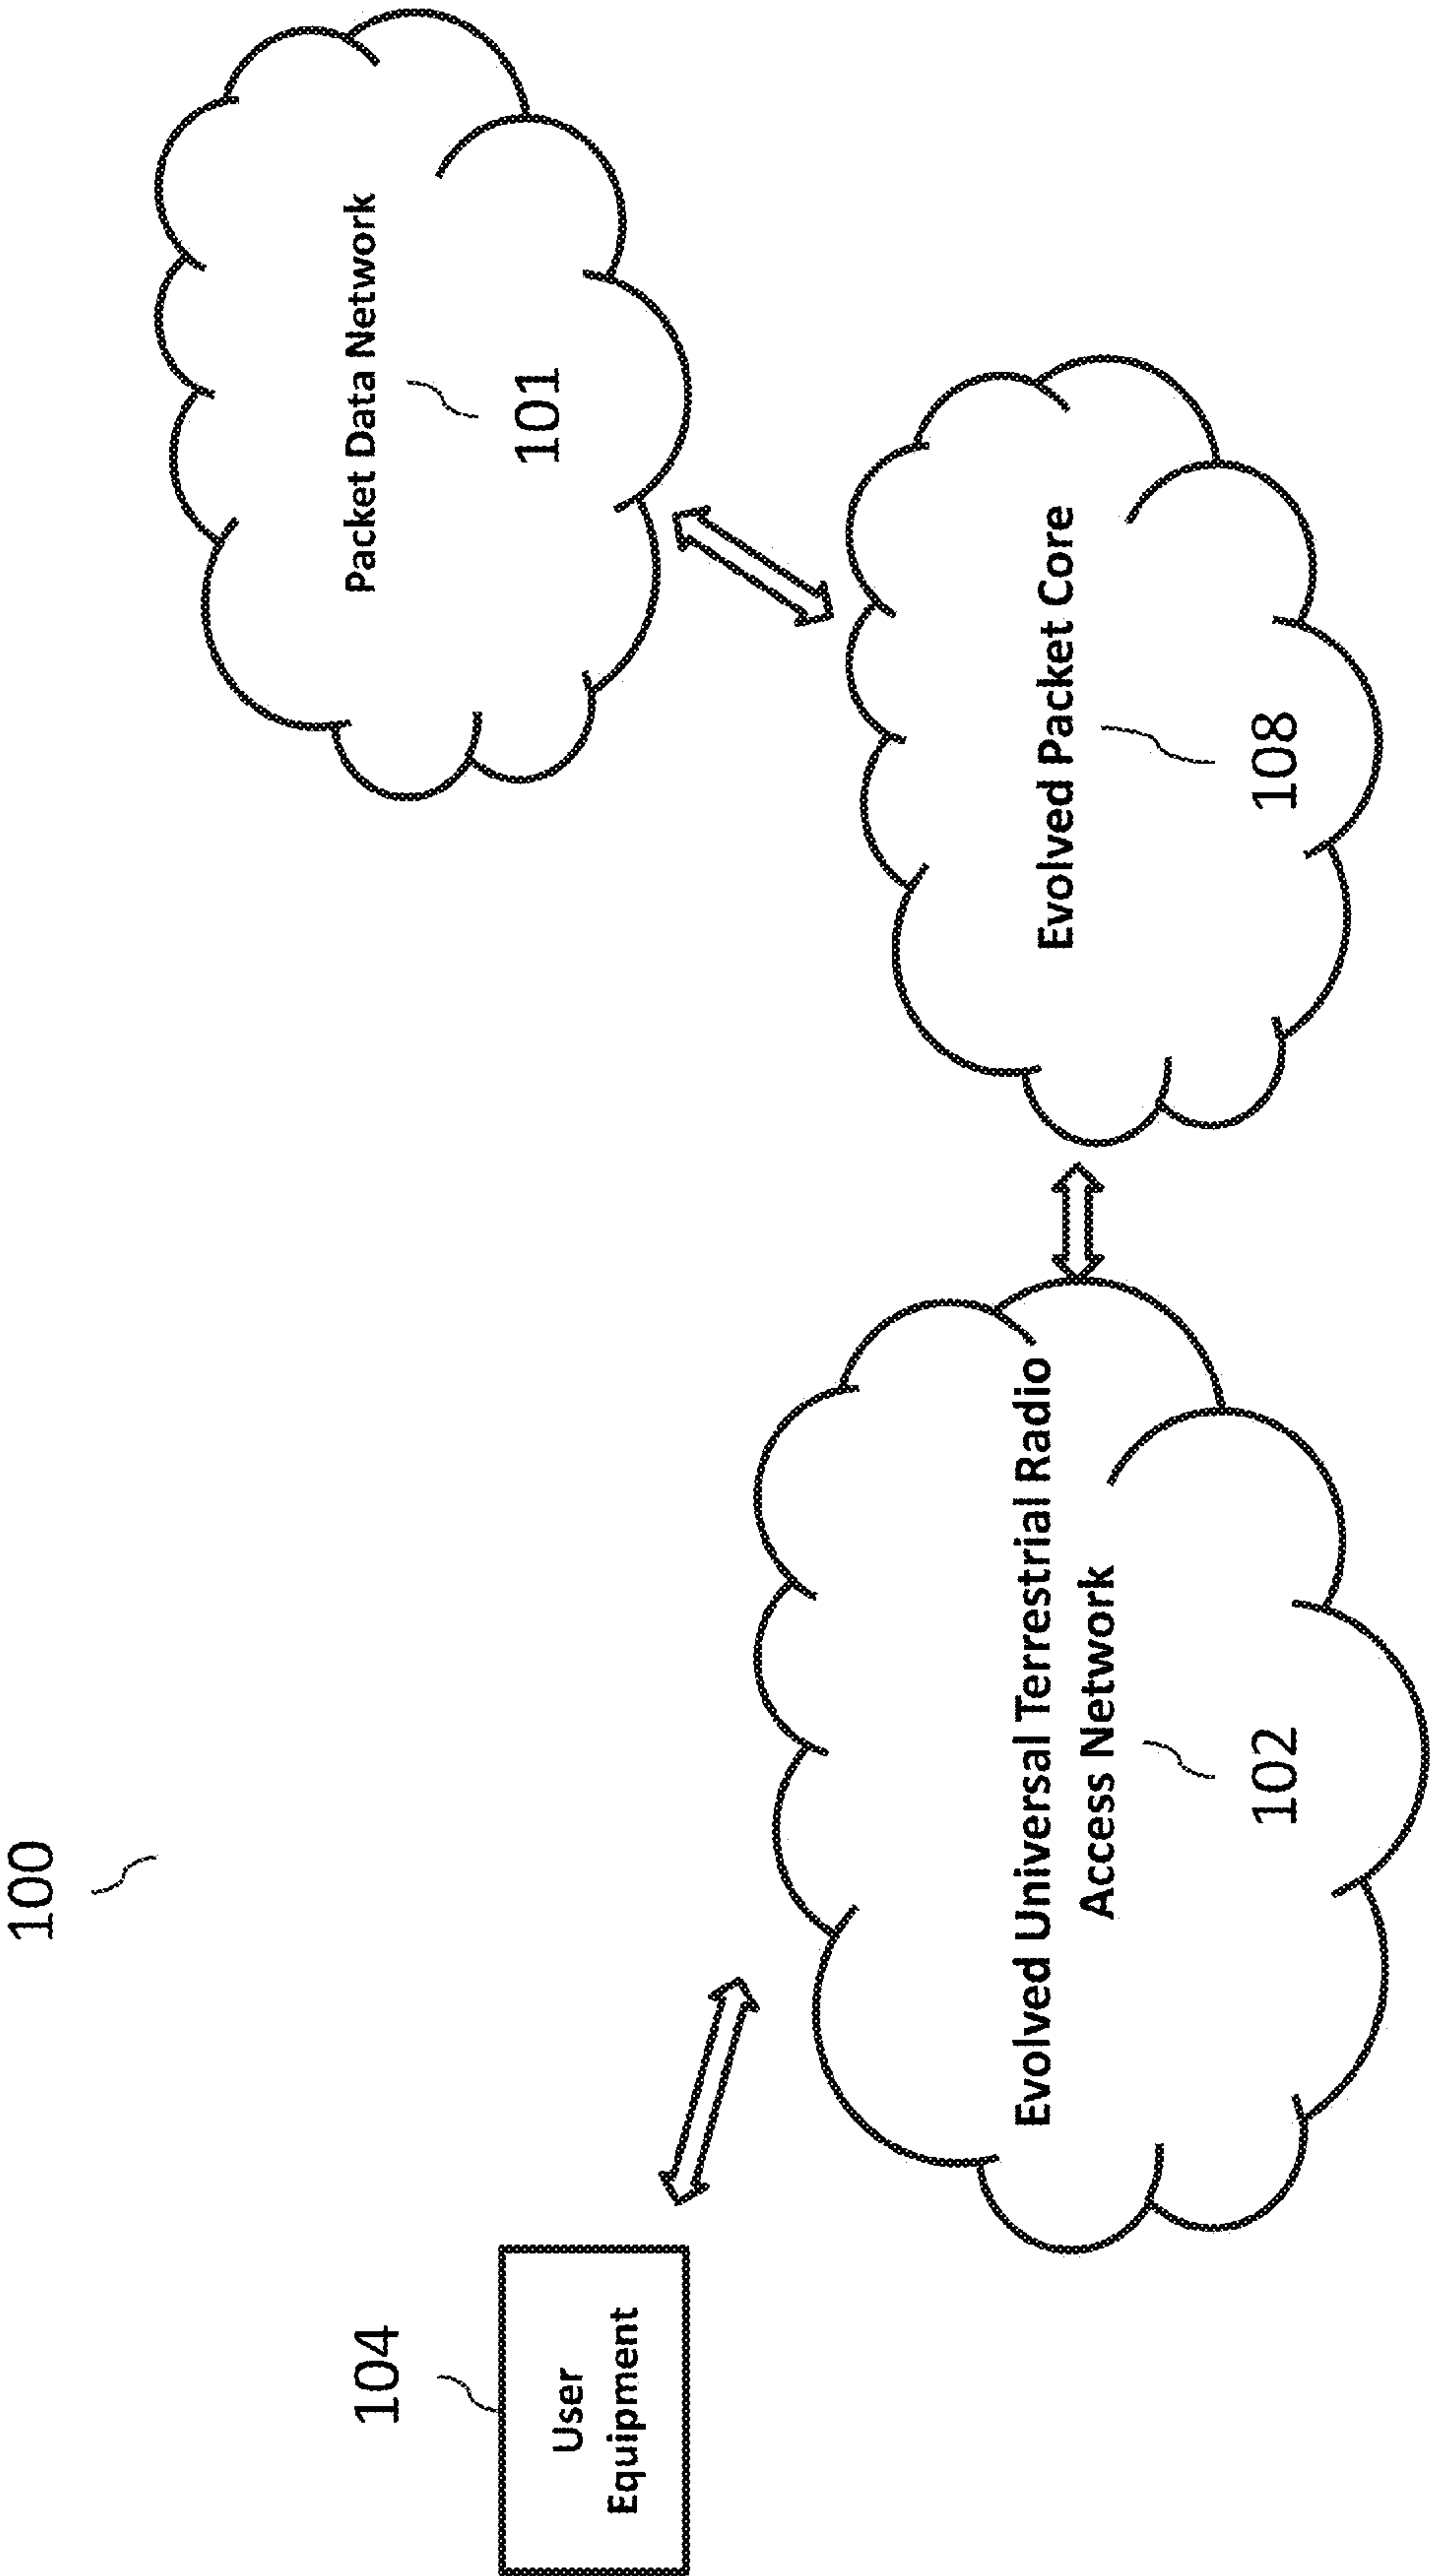 100
104
User
Equipment
Packet Data Network
101
Evolved Universal Terrestrial Radio
Access Network
102
Evolved Packet Core
108